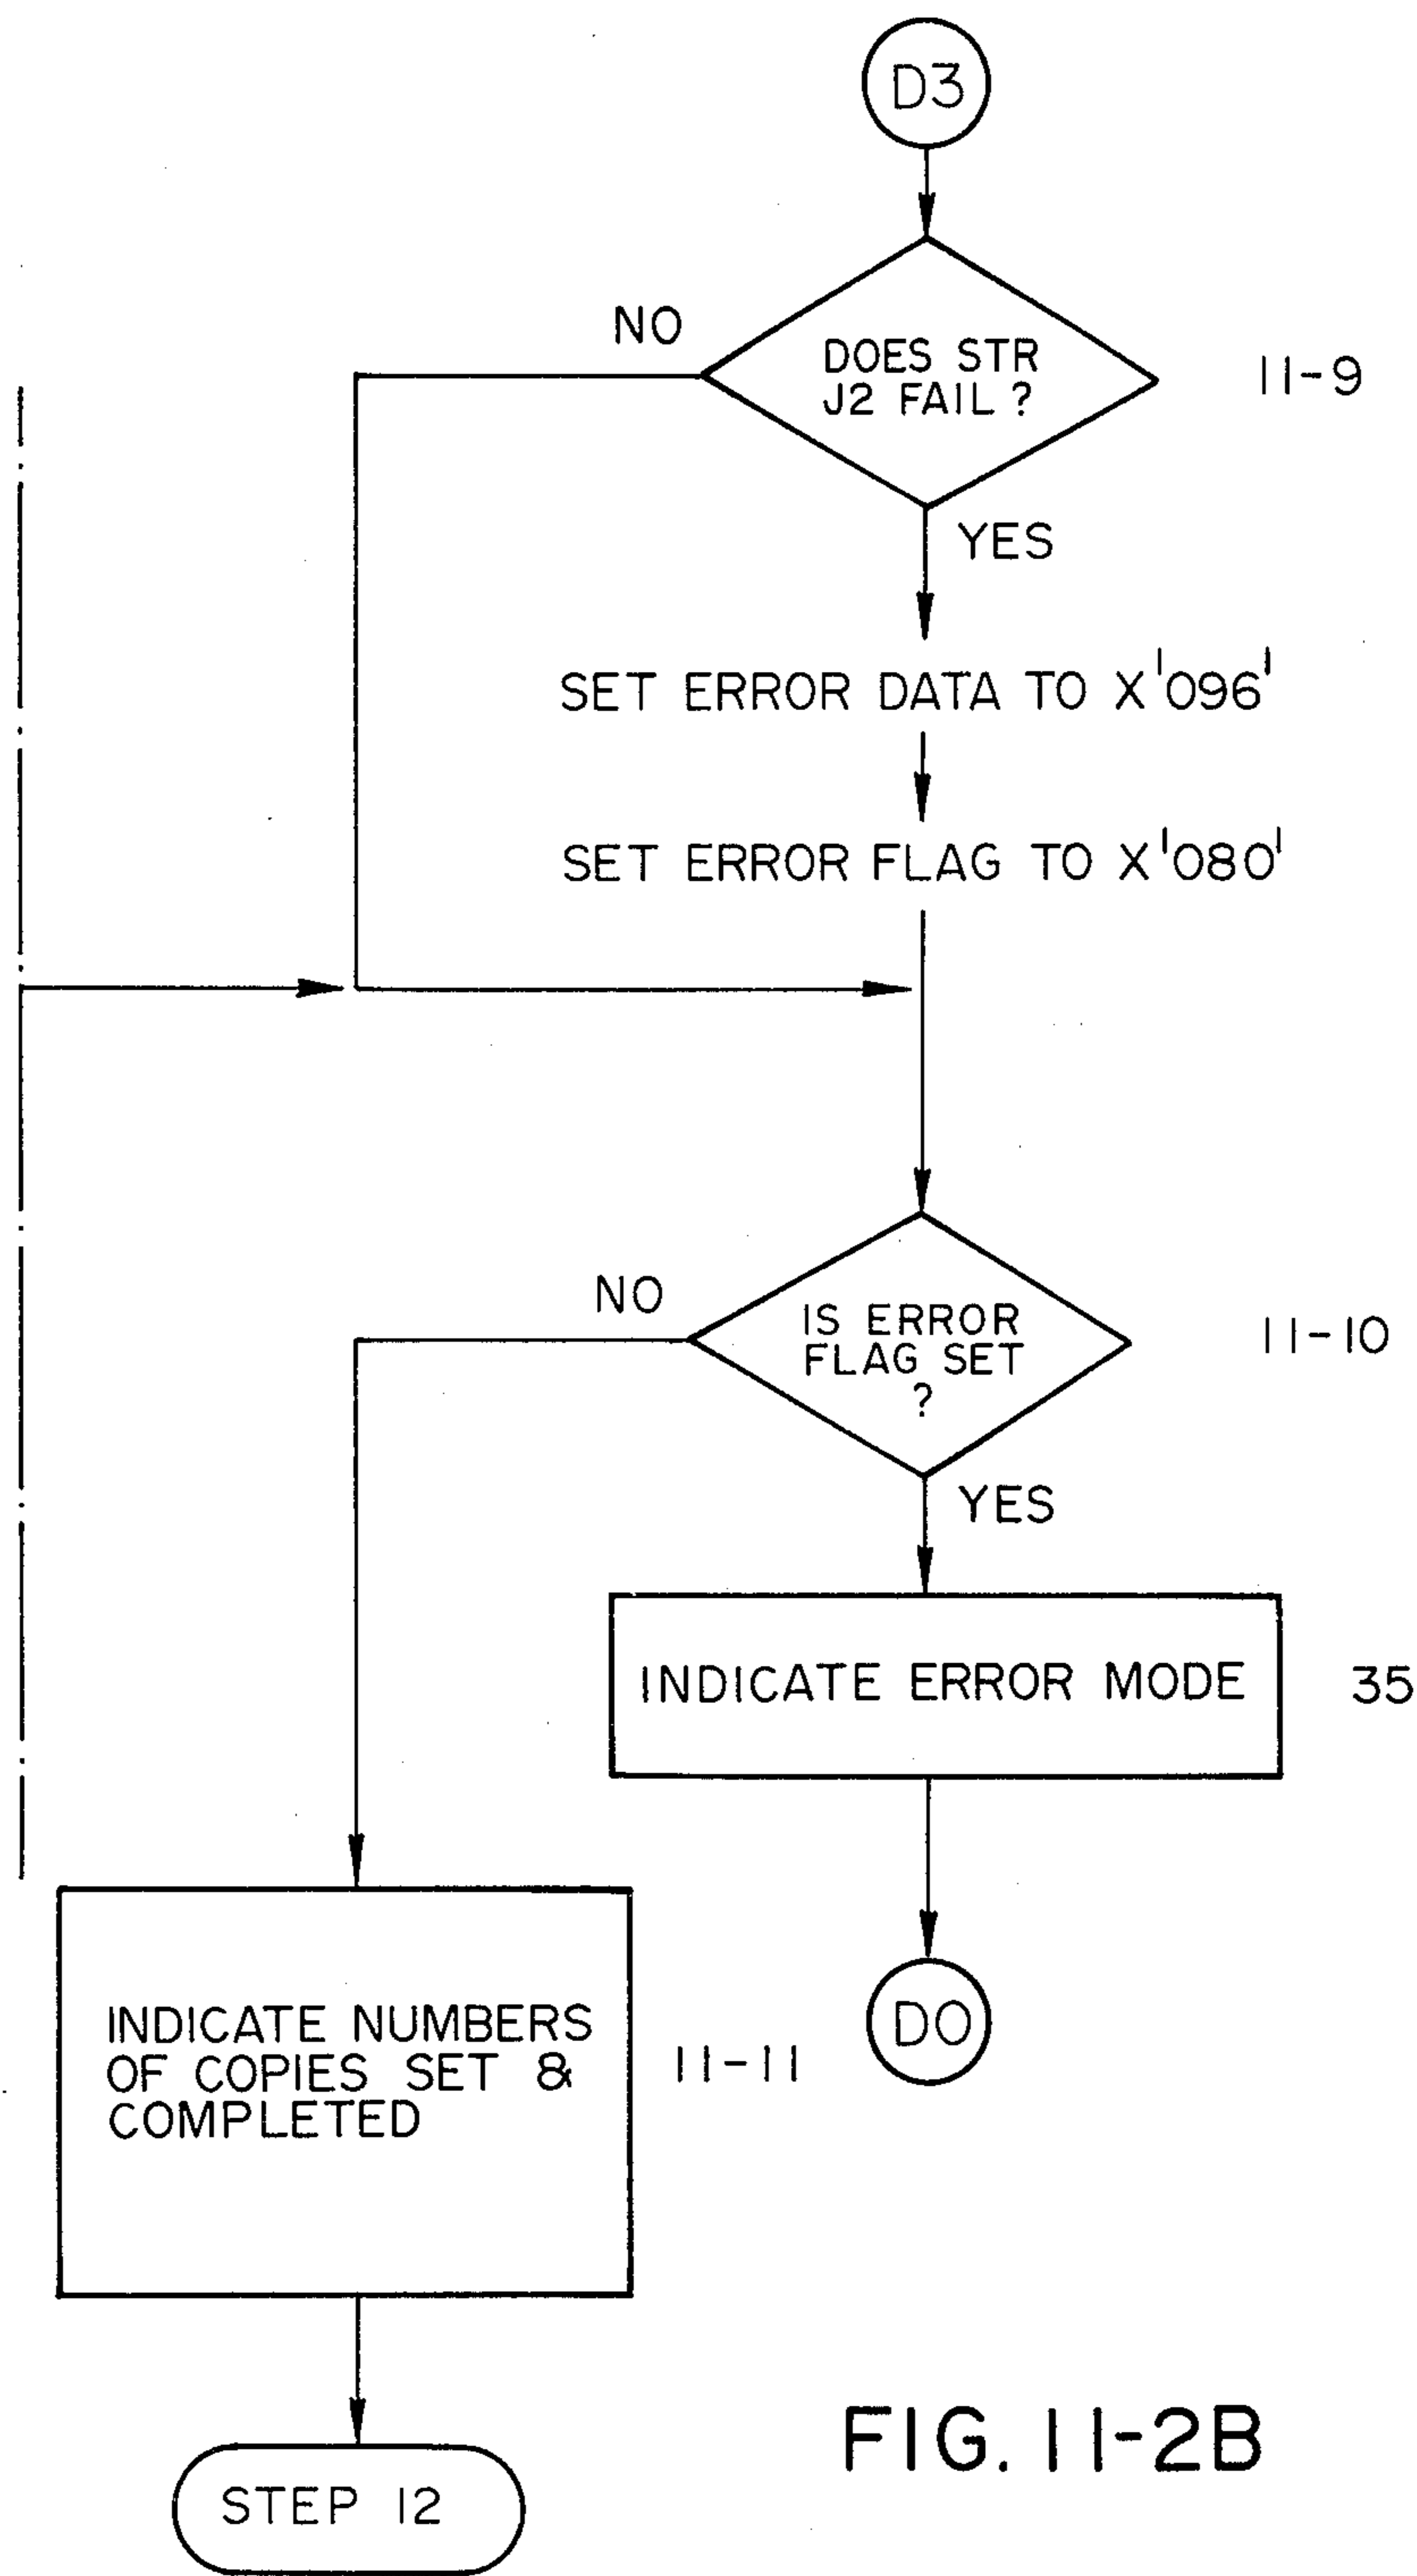 D3
NO
DOES STR
J2 FAIL ?
11-9
YES
SET ERROR DATA TO X'096'
SET ERROR FLAG TO X'080'
NO
IS ERROR
FLAG SET
?
11-10
YES
INDICATE ERROR MODE
35
INDICATE NUMBERS
OF COPIES SET &
COMPLETED
11-11
DO
STEP 12
FIG. 11-2B